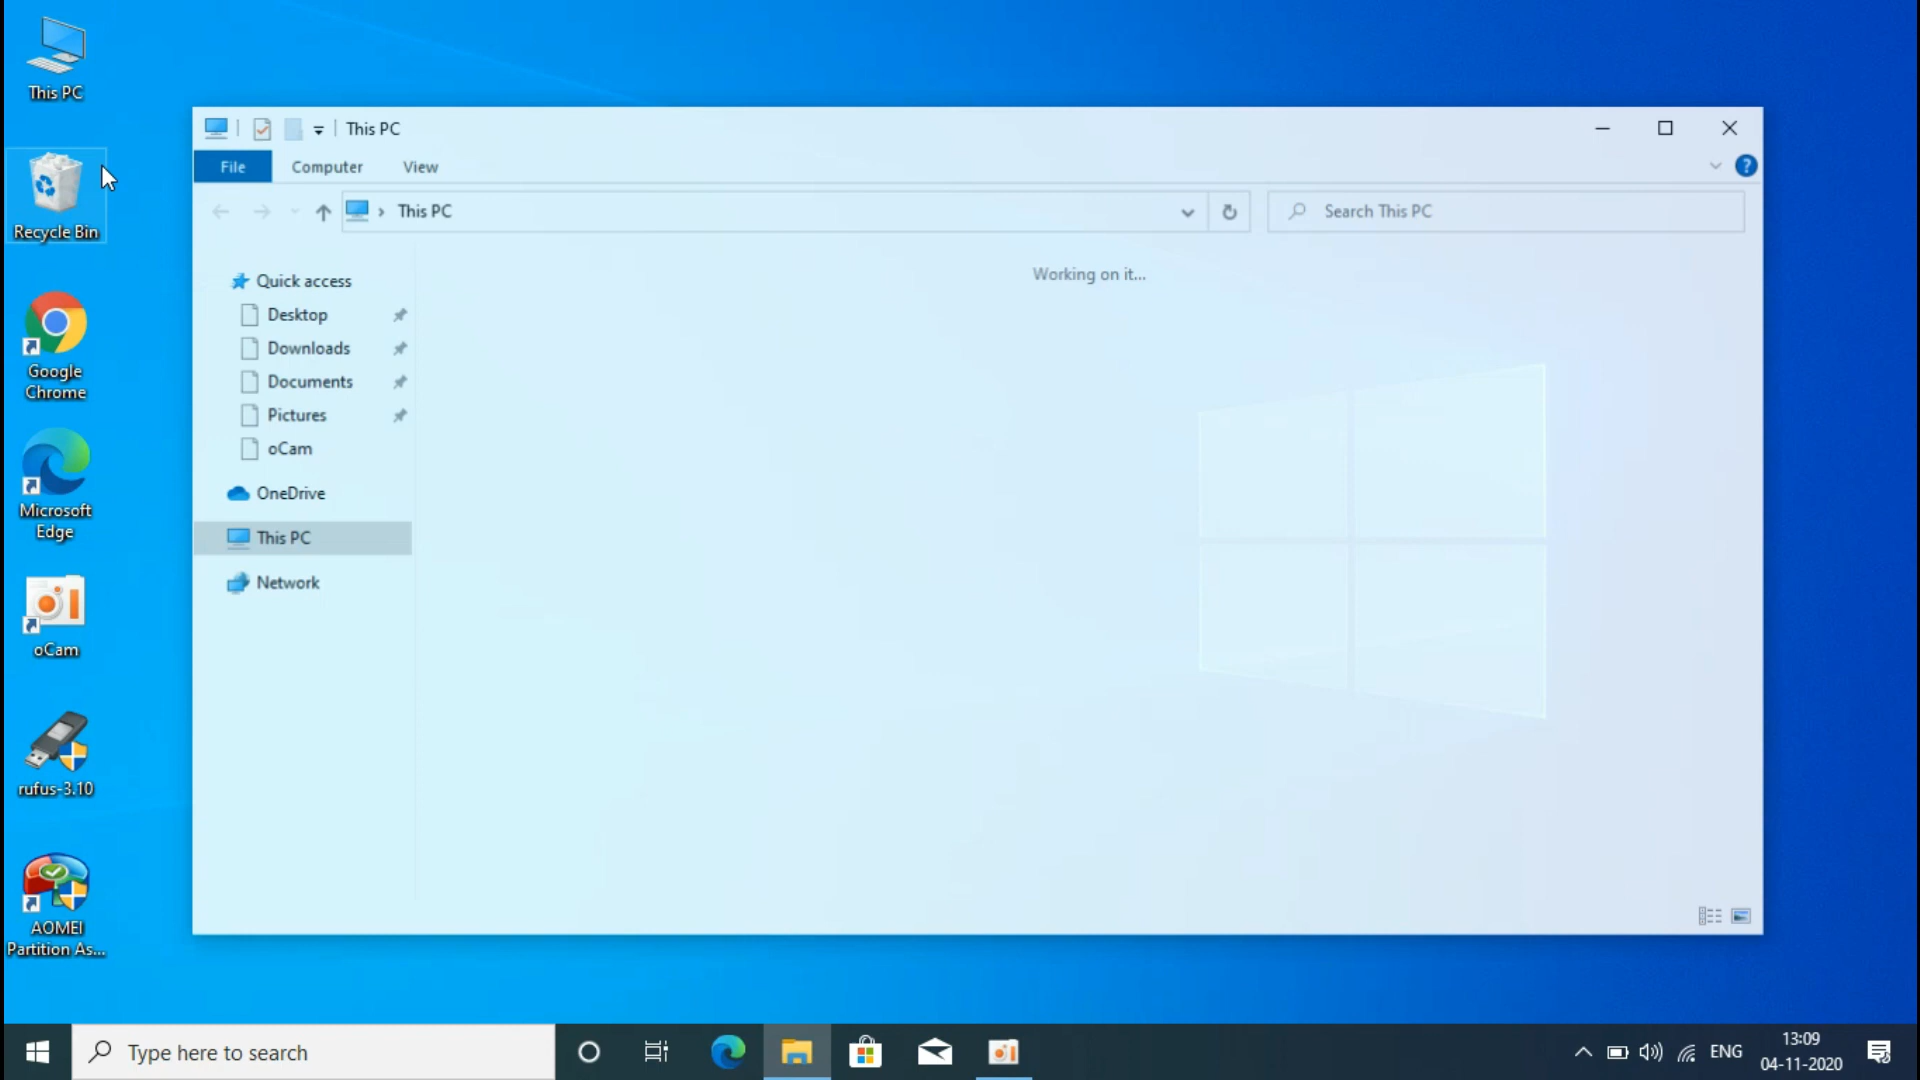 This PC
Recycle Bin
Google
Chrome
Microsoft
Edge
oCam
rufus-3.10
AOMEI
Partition As...
This PC
File
Computer
View
This PC
Search This PC
Working on it...
Quick access
Desktop
Downloads
Documents
Pictures
oCam
OneDrive
This PC
Network
Type here to search
ENG
13:09
04-11-2020